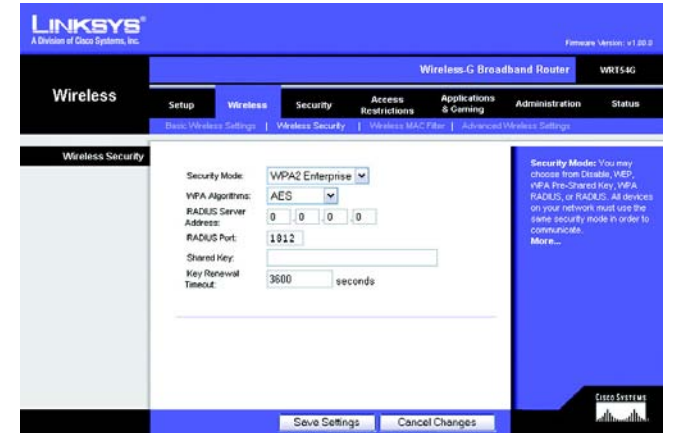 LINKSYS®
A Division of Cisco Systems, Inc.
Firmware Version: v1.00.0
Wireless-G Broadband Router WRT54G
Wireless
Setup Wireless Security Access Restrictions Applications & Gaming Administration Status
Basic Wireless Settings | Wireless Security | Wireless MAC Filter | Advanced Wireless Settings
Wireless Security
Security Mode: WPA2 Enterprise
WPA Algorithms: AES
RADIUS Server Address: 0 . 0 . 0 . 0
RADIUS Port: 1812
Shared Key:
Key Renewal Timeout: 3600 seconds
Security Mode: You may
choose from Disable, WEP,
WPA Pre-Shared Key, WPA
RADIUS, or RADIUS. All devices
on your network must use the
same security mode in order to
communicate.
More...
Save Settings Cancel Changes
CISCO SYSTEMS